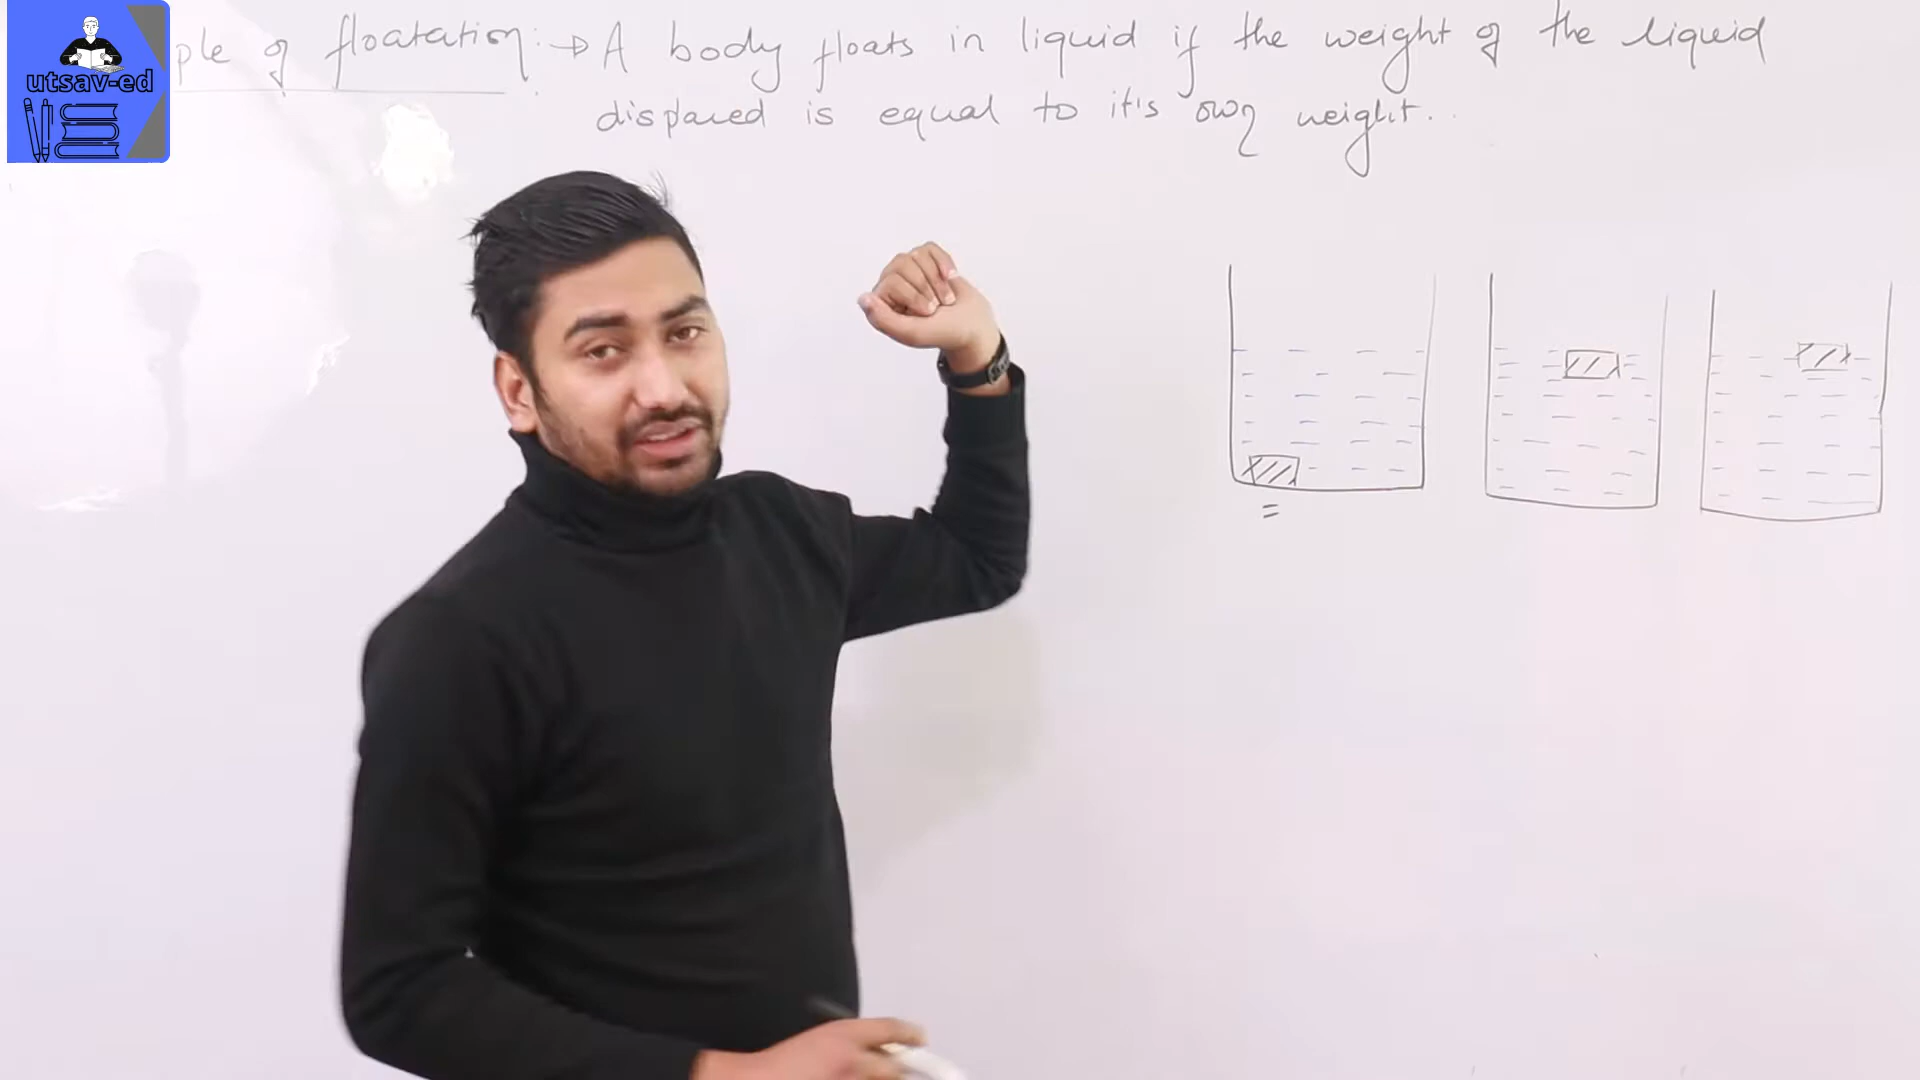 utsav-ed
ple of floatation :→ A body floats in liquid if the weight of the liquid
dispaced is equal to it's own weight.
=